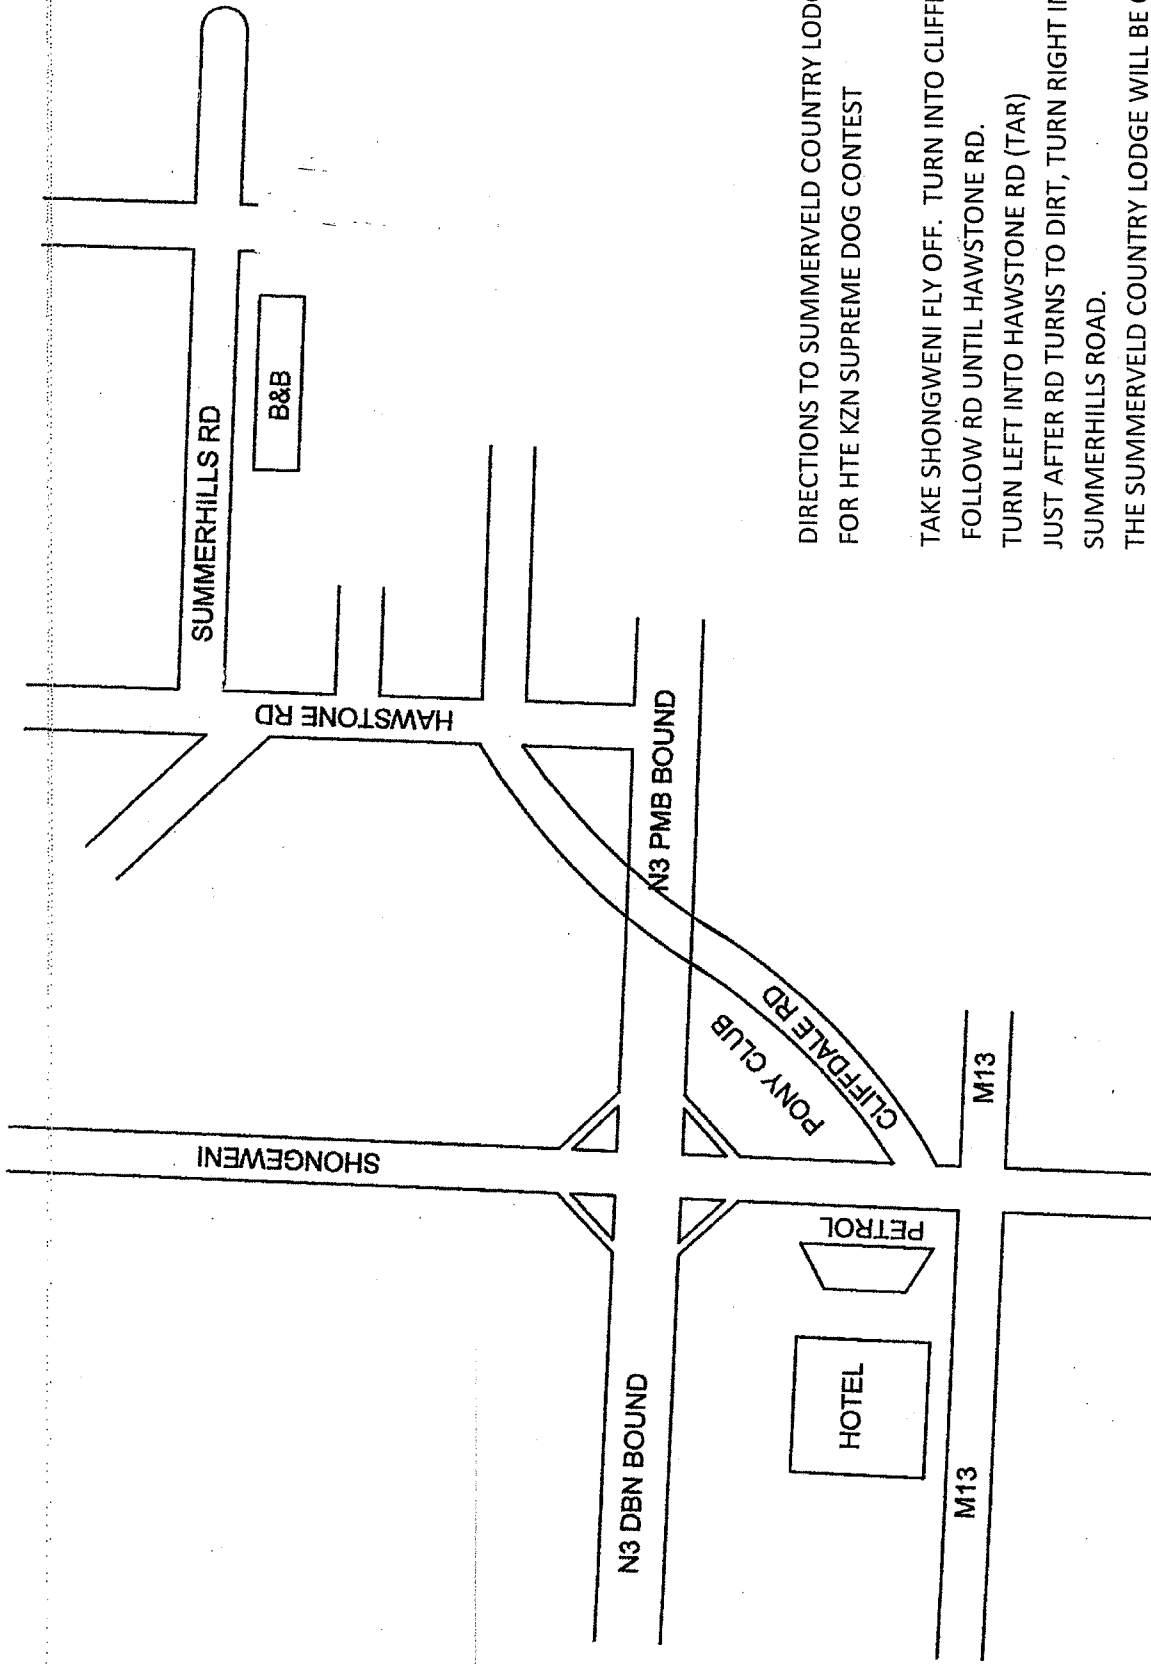 SUMMERHILLS RD
B&B
HAWSTONE RD
N3 PMB BOUND
SHONGEWENI
PONY CLUB
CLIFFDALE RD
M13
PETROL
HOTEL
N3 DBN BOUND
M13
DIRECTIONS TO SUMMERVELD COUNTRY
FOR HTE KZN SUPREME DOG CONTEST
TAKE SHONGWENI FLY OFF. TURN INTO
FOLLOW RD UNTIL HAWSTONE RD.
TURN LEFT INTO HAWSTONE RD (TAR)
JUST AFTER RD TURNS TO DIRT, TURN RIGHT
SUMMERHILLS ROAD.
THE SUMMERVELD COUNTRY LODGE WILL BE